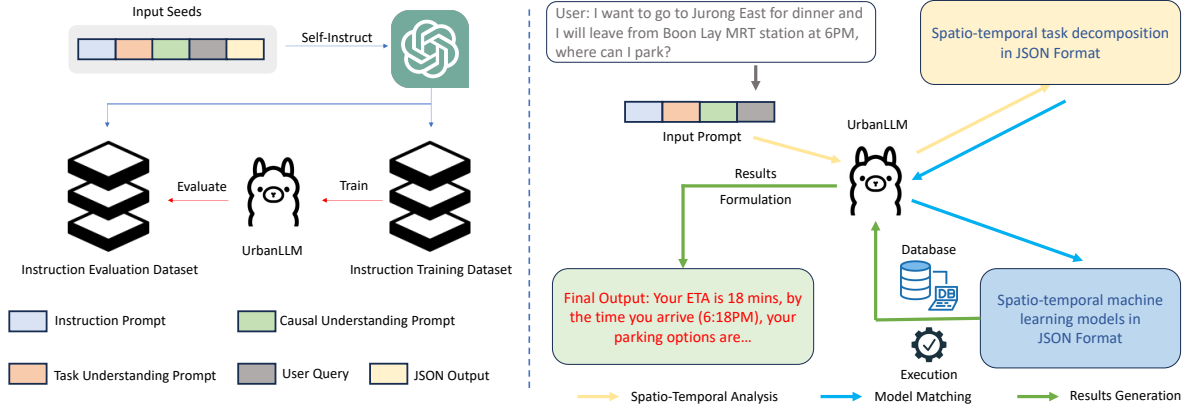 Input Seeds
Self-Instruct
Evaluate
Train
UrbanLLM
Instruction Evaluation Dataset
Instruction Training Dataset
Instruction Prompt
Causal Understanding Prompt
Task Understanding Prompt
User Query
JSON Output
User: I want to go to Jurong East for dinner and
I will leave from Boon Lay MRT station at 6PM,
where can I park?
Input Prompt
UrbanLLM
Spatio-temporal task decomposition
in JSON Format
Results
Formulation
Database
DB
Execution
Final Output: Your ETA is 18 mins, by
the time you arrive (6:18PM), your
parking options are…
Spatio-temporal machine
learning models in
JSON Format
Spatio-Temporal Analysis
Model Matching
Results Generation